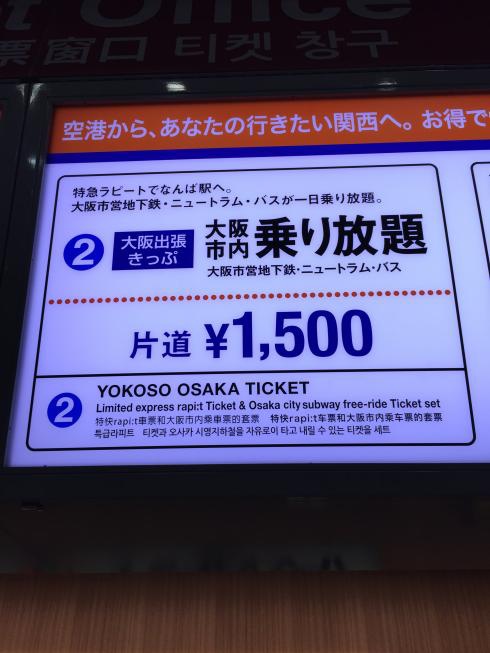 t Office
票窗口 티켓 창구
空港から、あなたの行きたい関西へ。お得で
特急ラピートでなんば駅へ。
大阪市営地下鉄・ニュートラム・バスが一日乗り放題。
2 大阪出張きっぷ 大阪市内 乗り放題
大阪市営地下鉄・ニュートラム・バス
片道 ¥1,500
2 YOKOSO OSAKA TICKET
Limited express rapi:t Ticket & Osaka city subway free-ride Ticket set
特快rapi:t車票和大阪市内乘車票的套票 特快rapi:t车票和大阪市内乘车票的套票
특급라피트 티켓과 오사카 시영지하철을 자유로이 타고 내릴 수 있는 티켓을 세트